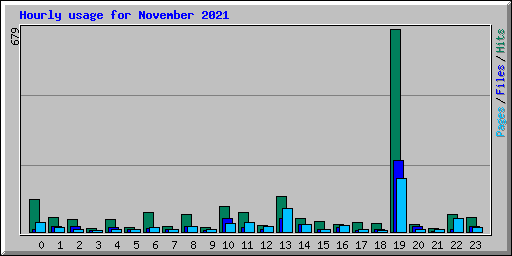 Hourly usage for November 2021
679
Pages/Files/Hits
0 1 2 3 4 5 6 7 8 9 10 11 12 13 14 15 16 17 18 19 20 21 22 23